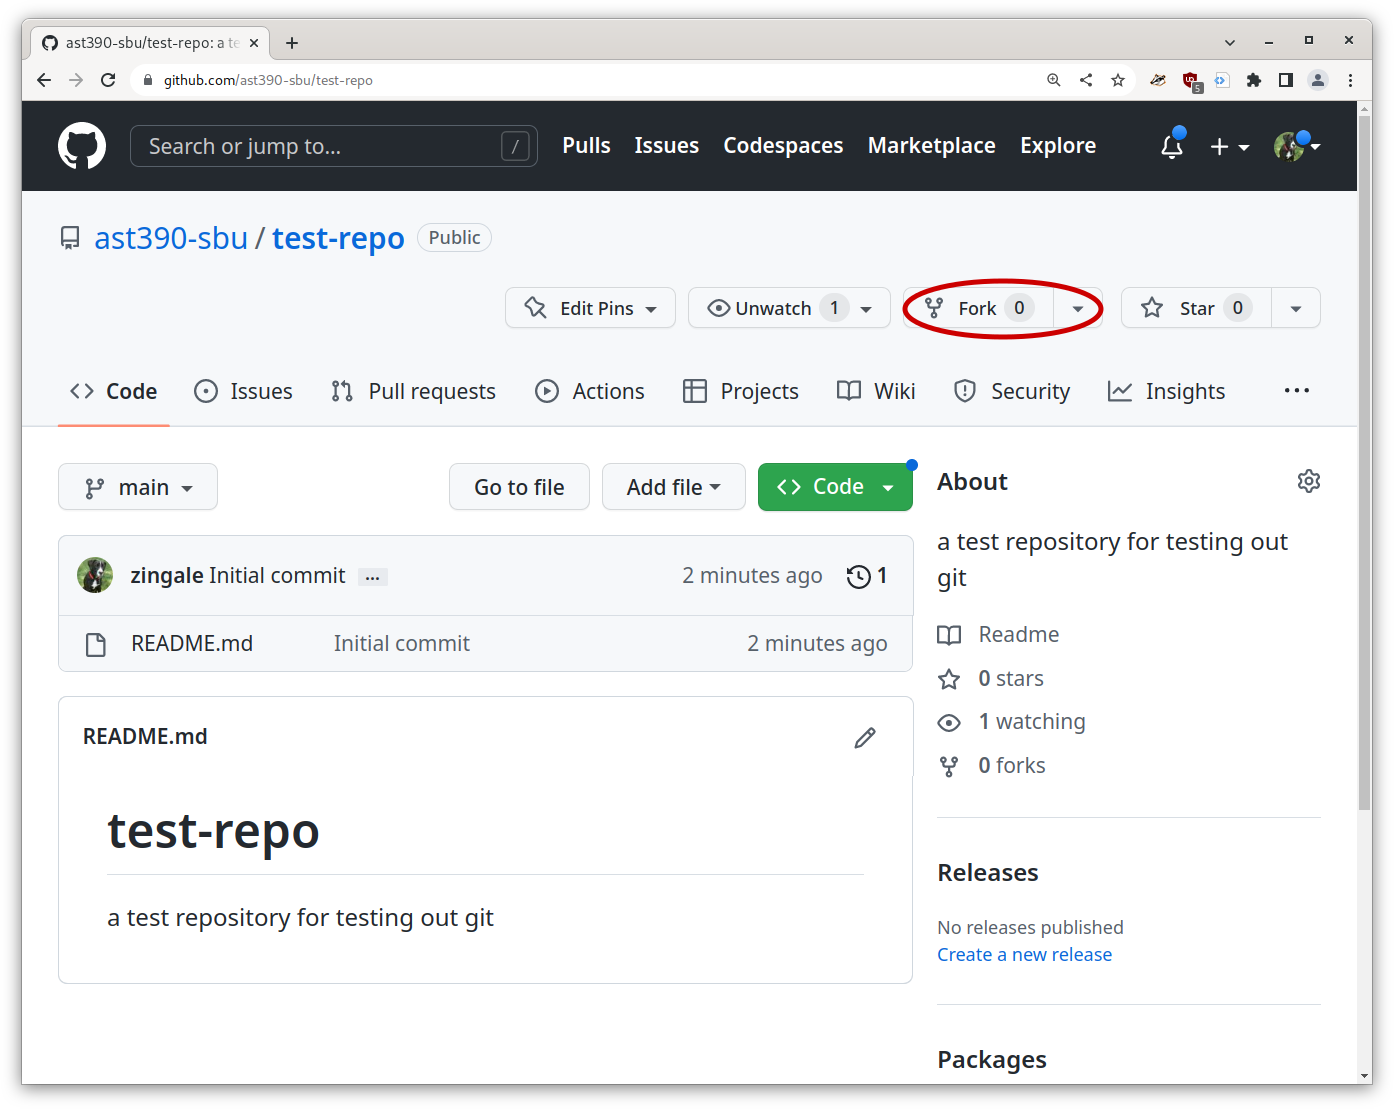 ast390-sbu/test-repo: a te
github.com/ast390-sbu/test-repo
5
Search or jump to... /
Pulls Issues Codespaces Marketplace Explore
ast390-sbu / test-repo Public
Edit Pins Unwatch 1 Fork 0 Star 0
Code Issues Pull requests Actions Projects Wiki Security Insights ...
main Go to file Add file Code
zingale Initial commit ... 2 minutes ago 1
README.md Initial commit 2 minutes ago
README.md
test-repo
a test repository for testing out git
About
a test repository for testing out
git
Readme
0 stars
1 watching
0 forks
Releases
No releases published
Create a new release
Packages